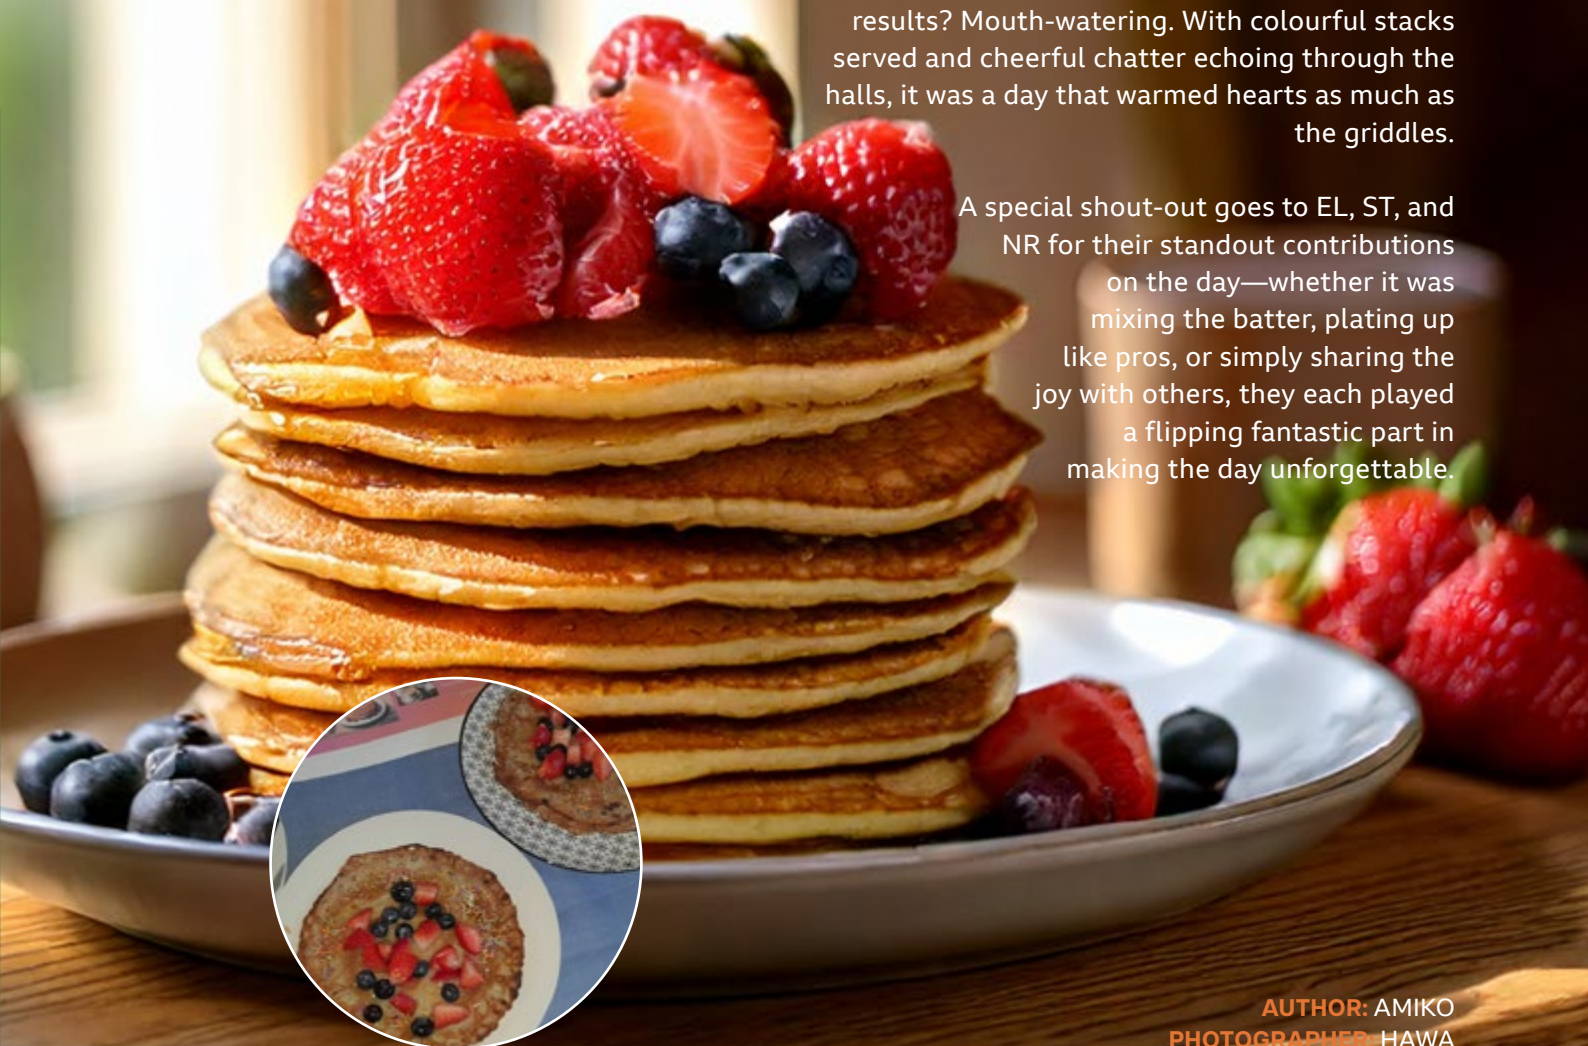 results? Mouth-watering. With colourful stacks
served and cheerful chatter echoing through the
halls, it was a day that warmed hearts as much as
the griddles.
A special shout-out goes to EL, ST, and
NR for their standout contributions
on the day—whether it was
mixing the batter, plating up
like pros, or simply sharing the
joy with others, they each played
a flipping fantastic part in
making the day unforgettable.
AUTHOR: AMIKO
PHOTOGRAPHER: HAWA